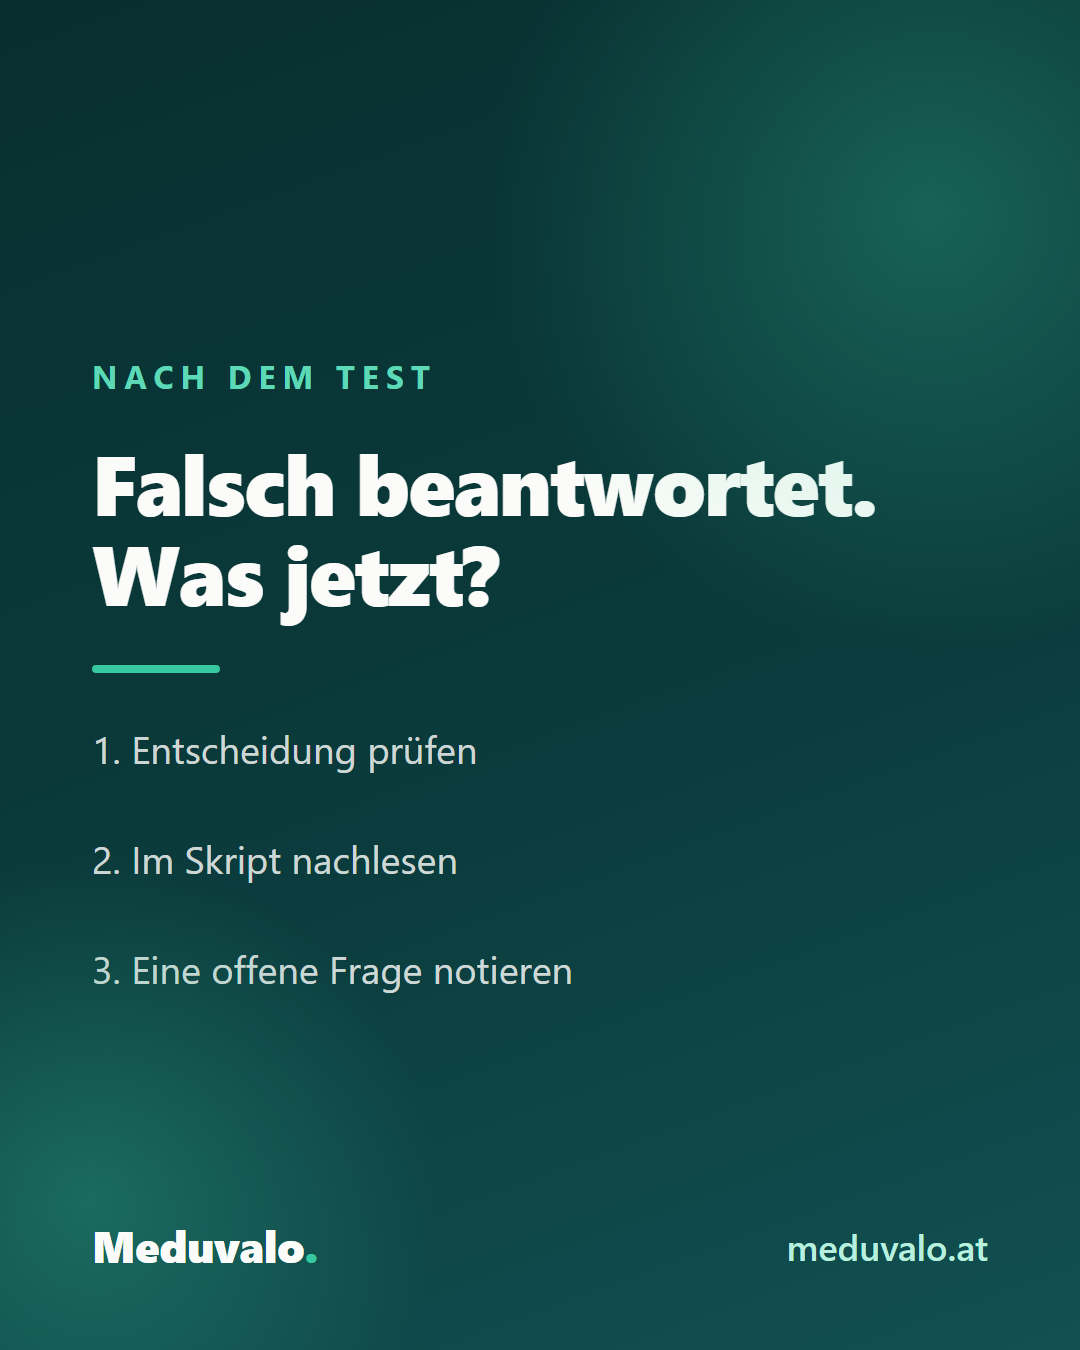 NACH DEM TEST
Falsch beantwortet.
Was jetzt?
1. Entscheidung prüfen
2. Im Skript nachlesen
3. Eine offene Frage notieren
Meduvalo.
meduvalo.at